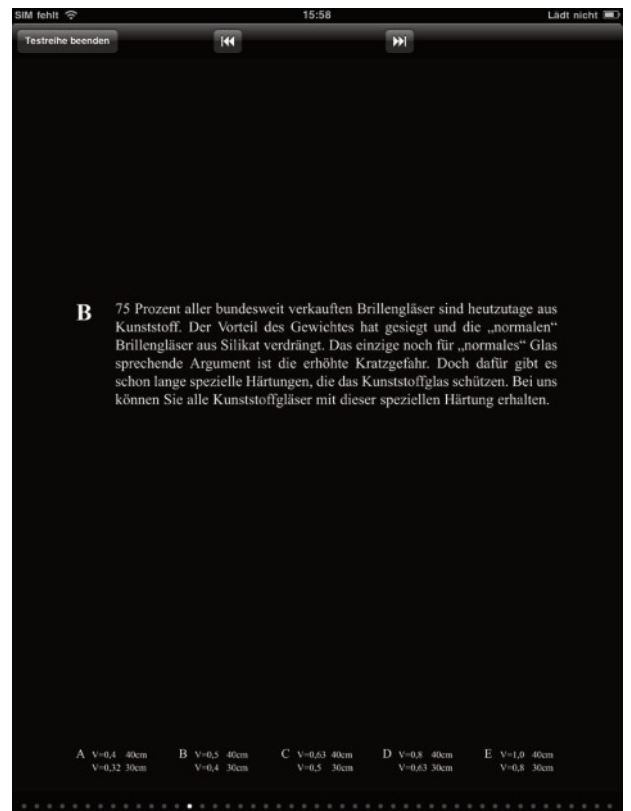 SIM fehlt 15:58 Lädt nicht
Testreihe beenden
B 75 Prozent aller bundesweit verkauften Brillengläser sind heutzutage aus
Kunststoff. Der Vorteil des Gewichtes hat gesiegt und die „normalen“
Brillengläser aus Silikat verdrängt. Das einzige noch für „normales“ Glas
sprechende Argument ist die erhöhte Kratzgefahr. Doch dafür gibt es
schon lange spezielle Härtungen, die das Kunststoffglas schützen. Bei uns
können Sie alle Kunststoffgläser mit dieser speziellen Härtung erhalten.
A V=0,4 40cm B V=0,5 40cm C V=0,63 40cm D V=0,8 40cm E V=1,0 40cm
V=0,32 30cm V=0,4 30cm V=0,5 30cm V=0,63 30cm V=0,8 30cm